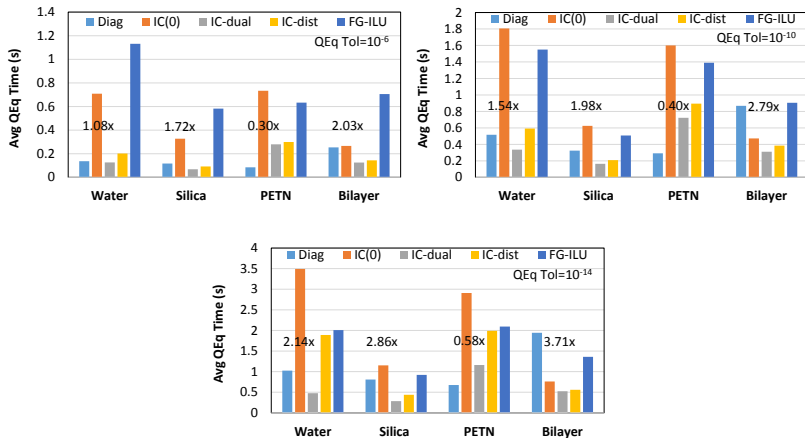 1.4
1.2
1
0.8
0.6
0.4
0.2
0
Avg QEq Time (s)
Diag IC(0) IC-dual IC-dist FG-ILU
QEq Tol=10⁻⁶
1.08x 1.72x 0.30x 2.03x
Water Silica PETN Bilayer
2
1.8
1.6
1.4
1.2
1
0.8
0.6
0.4
0.2
0
Avg QEq Time (s)
Diag IC(0) IC-dual IC-dist FG-ILU
QEq Tol=10⁻¹⁰
1.54x 1.98x 0.40x 2.79x
Water Silica PETN Bilayer
4
3.5
3
2.5
2
1.5
1
0.5
0
Avg QEq Time (s)
Diag IC(0) IC-dual IC-dist FG-ILU
QEq Tol=10⁻¹⁴
2.14x 2.86x 0.58x 3.71x
Water Silica PETN Bilayer